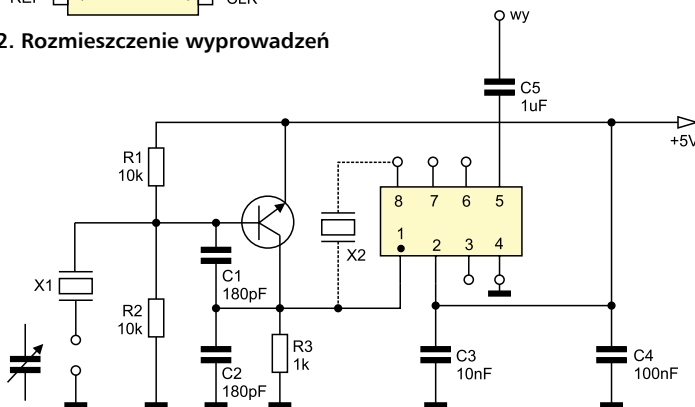 2. Rozmieszczenie wyprowadzeń
wy
C5
1uF
+5V
R1
10k
8 7 6 5
1 2 3 4
X1
C1
180pF
X2
R2
10k
R3
1k
C2
180pF
C3
10nF
C4
100nF